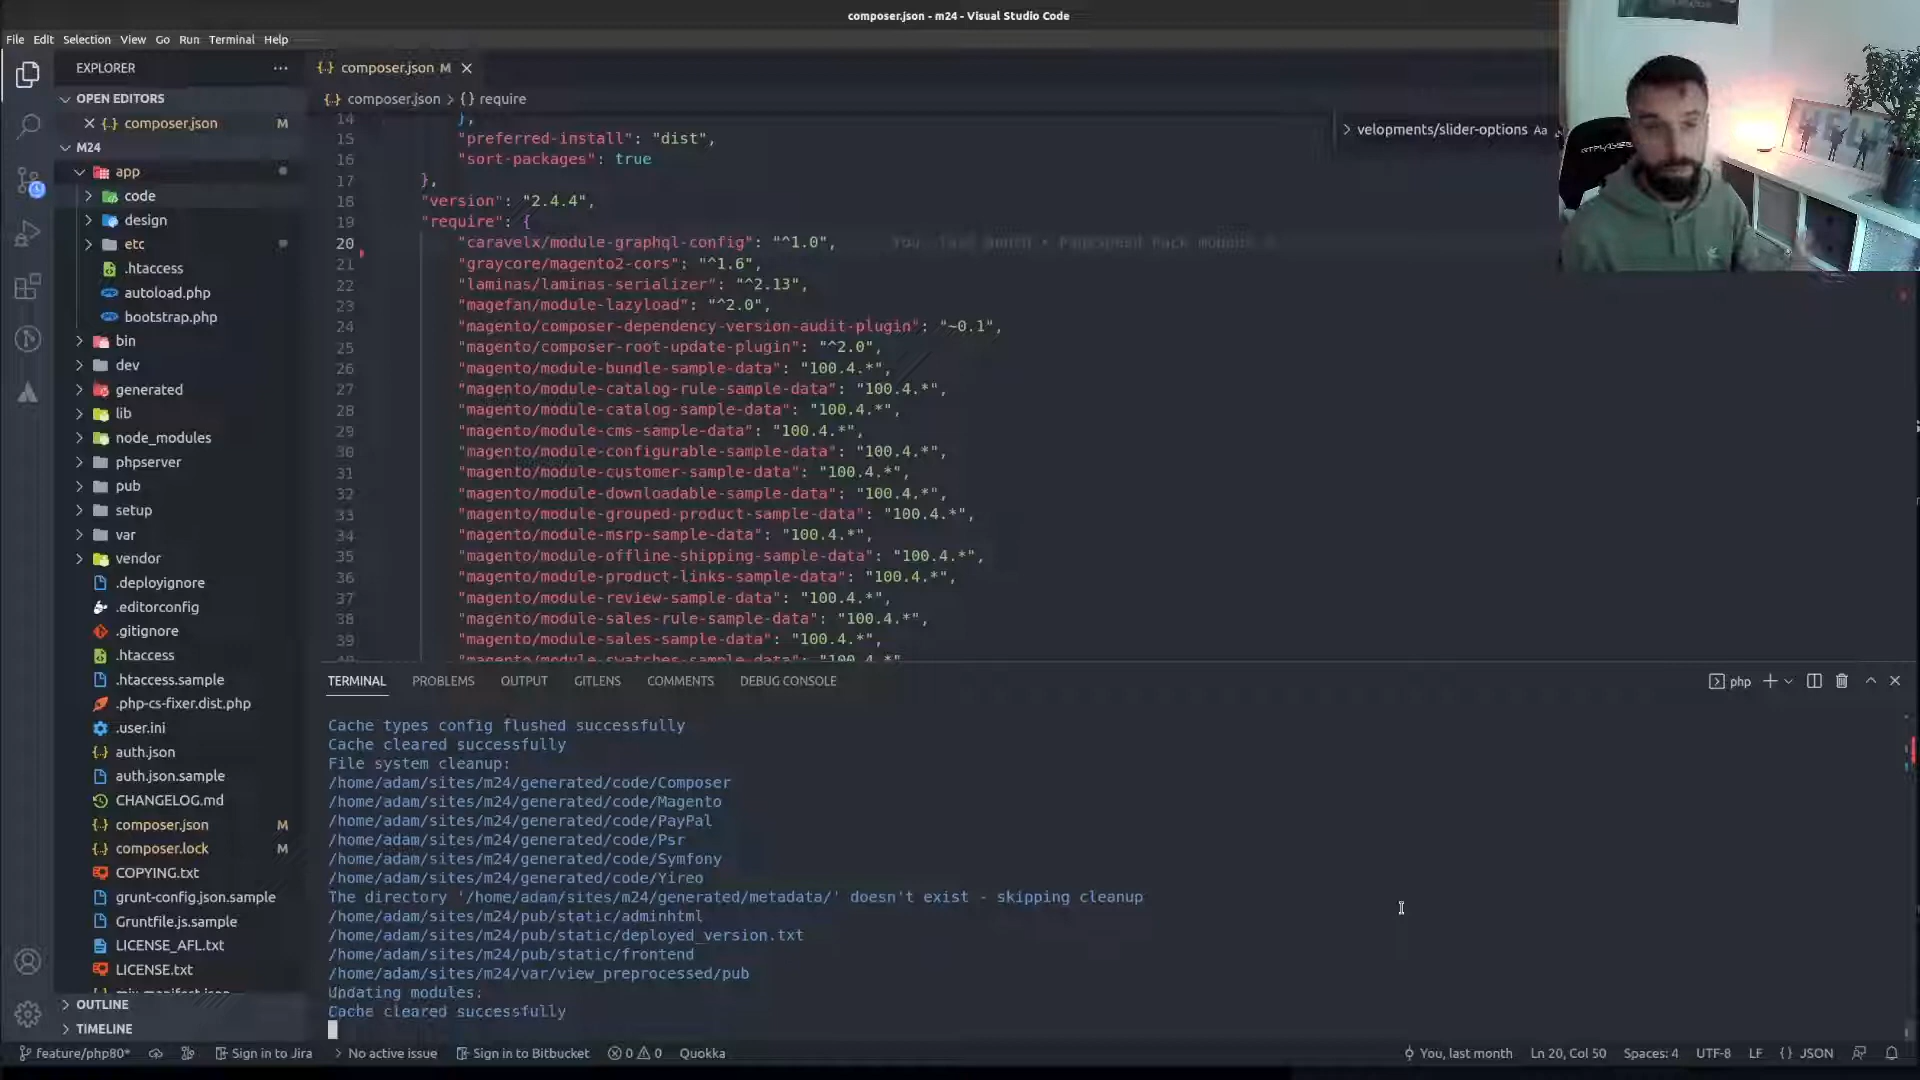 composer.json - m24 - Visual Studio Code
File Edit Selection View Go Run Terminal Help
EXPLORER
OPEN EDITORS
composer.json M
M24
app
code
design
etc
.htaccess
autoload.php
bootstrap.php
bin
dev
generated
lib
node_modules
phpserver
pub
setup
var
vendor
.deployignore
.editorconfig
.gitignore
.htaccess
.htaccess.sample
.php-cs-fixer.dist.php
.user.ini
auth.json
auth.json.sample
CHANGELOG.md
composer.json M
composer.lock M
COPYING.txt
grunt-config.json.sample
Gruntfile.js.sample
LICENSE_AFL.txt
LICENSE.txt
OUTLINE
TIMELINE
composer.json M
composer.json > {} require
velopments/slider-options Aa
14 },
15 "preferred-install": "dist",
16 "sort-packages": true
17 },
18 "version": "2.4.4",
19 "require": {
20 "caravelx/module-graphql-config": "^1.0",
21 "graycore/magento2-cors": "^1.6",
22 "laminas/laminas-serializer": "^2.13",
23 "magefan/module-lazyload": "^2.0",
24 "magento/composer-dependency-version-audit-plugin": "~0.1",
25 "magento/composer-root-update-plugin": "^2.0",
26 "magento/module-bundle-sample-data": "100.4.*",
27 "magento/module-catalog-rule-sample-data": "100.4.*",
28 "magento/module-catalog-sample-data": "100.4.*",
29 "magento/module-cms-sample-data": "100.4.*",
30 "magento/module-configurable-sample-data": "100.4.*",
31 "magento/module-customer-sample-data": "100.4.*",
32 "magento/module-downloadable-sample-data": "100.4.*",
33 "magento/module-grouped-product-sample-data": "100.4.*",
34 "magento/module-msrp-sample-data": "100.4.*",
35 "magento/module-offline-shipping-sample-data": "100.4.*",
36 "magento/module-product-links-sample-data": "100.4.*",
37 "magento/module-review-sample-data": "100.4.*",
38 "magento/module-sales-rule-sample-data": "100.4.*",
39 "magento/module-sales-sample-data": "100.4.*",
"magento/module-swatches-sample-data": "100.4.*",
TERMINAL PROBLEMS OUTPUT GITLENS COMMENTS DEBUG CONSOLE
php
Cache types config flushed successfully
Cache cleared successfully
File system cleanup:
/home/adam/sites/m24/generated/code/Composer
/home/adam/sites/m24/generated/code/Magento
/home/adam/sites/m24/generated/code/PayPal
/home/adam/sites/m24/generated/code/Psr
/home/adam/sites/m24/generated/code/Symfony
/home/adam/sites/m24/generated/code/Yireo
The directory '/home/adam/sites/m24/generated/metadata/' doesn't exist - skipping cleanup
/home/adam/sites/m24/pub/static/adminhtml
/home/adam/sites/m24/pub/static/deployed_version.txt
/home/adam/sites/m24/pub/static/frontend
/home/adam/sites/m24/var/view_preprocessed/pub
Updating modules:
Cache cleared successfully
feature/php80* Sign in to Jira No active issue Sign in to Bitbucket 0 0 Quokka You, last month Ln 20, Col 50 Spaces: 4 UTF-8 LF {} JSON